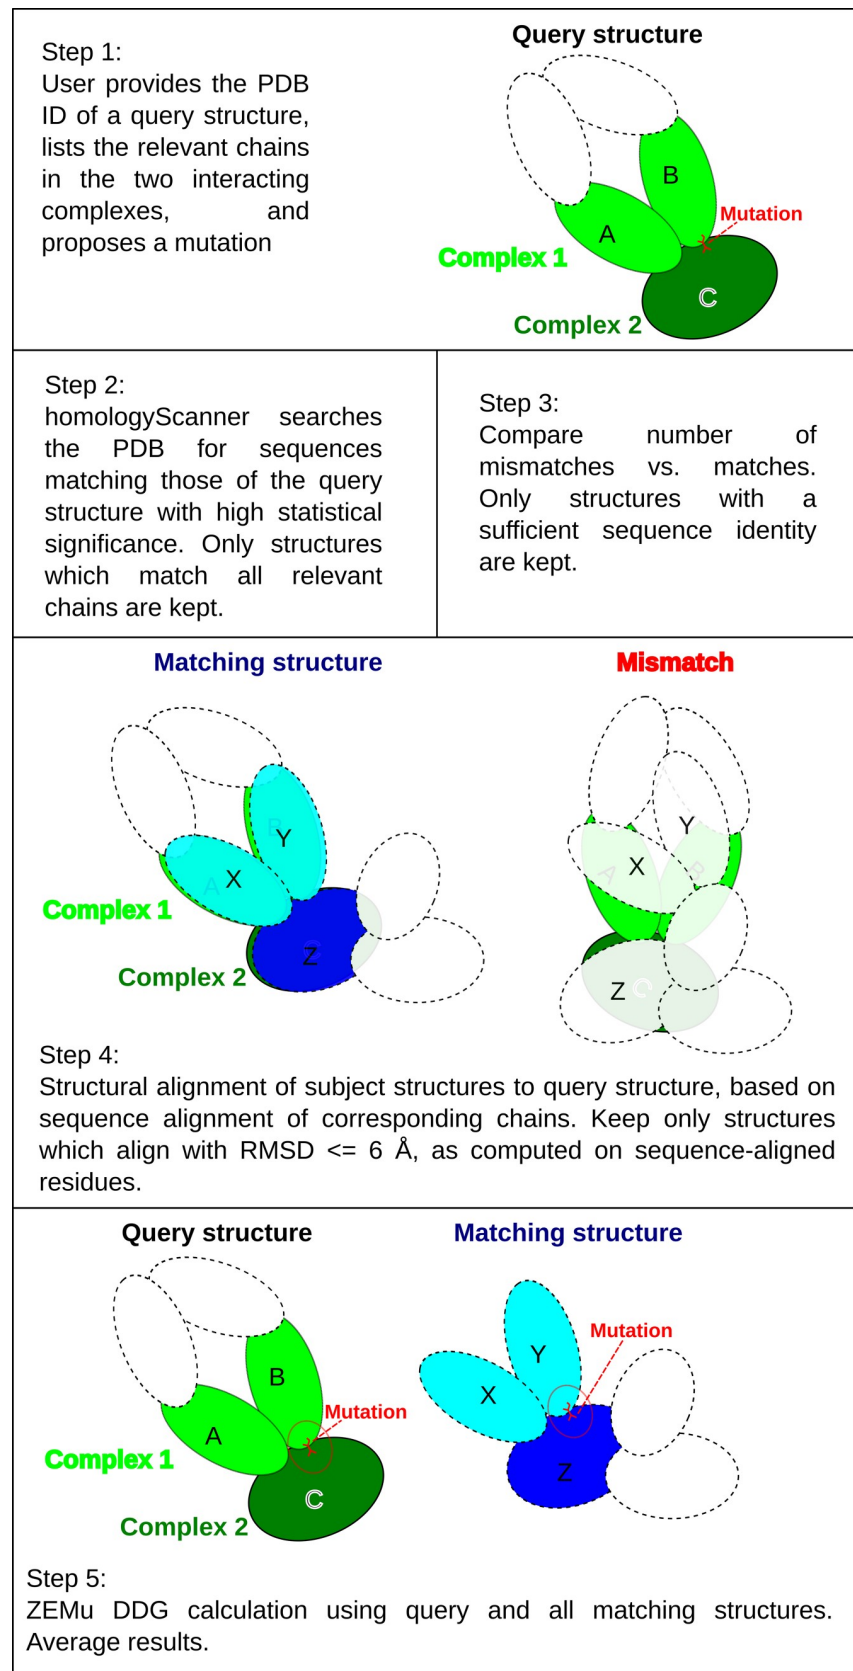 Query structure
Step 1:
User provides the PDB
ID of a query structure,
lists the relevant chains
in the two interacting
complexes, and
proposes a mutation
B
A
Mutation
Complex 1
C
Complex 2
Step 2:
homologyScanner searches
the PDB for sequences
matching those of the query
structure with high statistical
significance. Only structures
which match all relevant
chains are kept.
Step 3:
Compare number of
mismatches vs. matches.
Only structures with a
sufficient sequence identity
are kept.
Matching structure
B
Y
A X
Complex 1
C
Z
Complex 2
Mismatch
Y
X
A
B
Z C
Step 4:
Structural alignment of subject structures to query structure, based on
sequence alignment of corresponding chains. Keep only structures
which align with RMSD <= 6 Å, as computed on sequence-aligned
residues.
Query structure
B
A
Mutation
Complex 1
C
Complex 2
Matching structure
Mutation
Y
X
Z
Step 5:
ZEMu DDG calculation using query and all matching structures.
Average results.